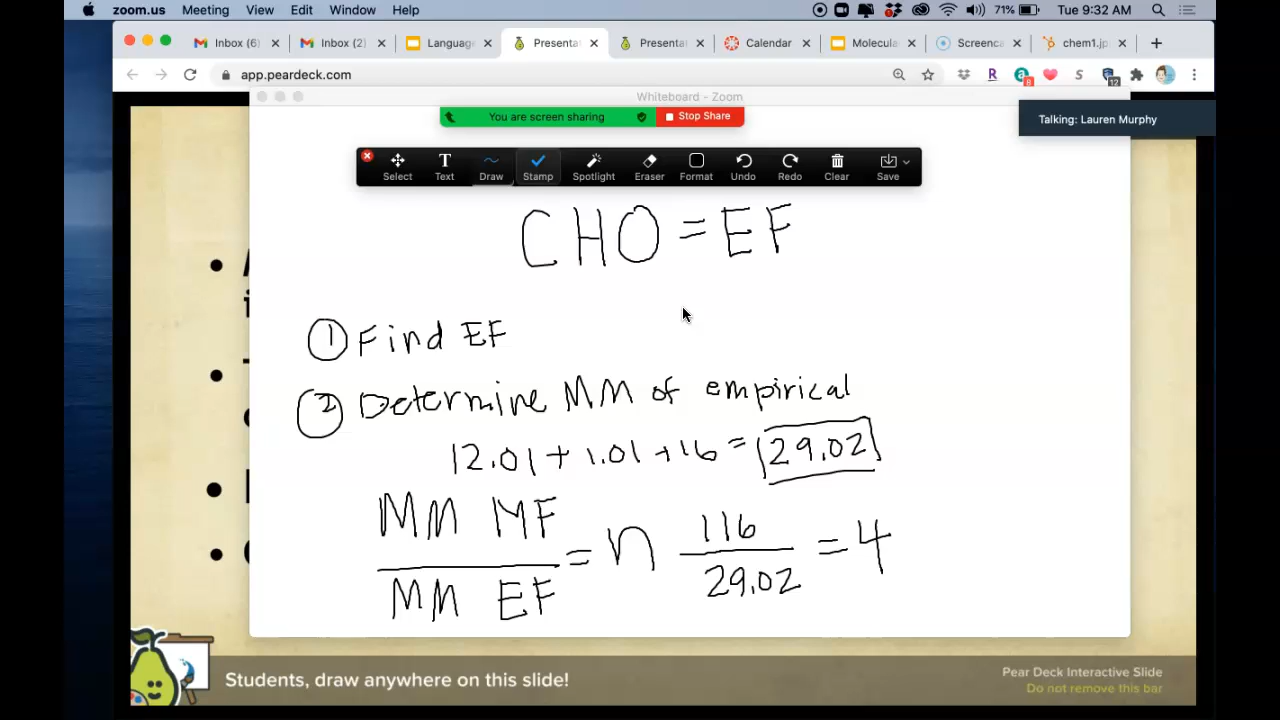 zoom.us Meeting View Edit Window Help 71% Tue 9:32 AM
Inbox (6) × Inbox (2) × Language × Presenta × Presenta × Calendar × Molecula × Screenca × chem1.jp × +
app.peardeck.com R S 8 12
Whiteboard - Zoom
You are screen sharing Stop Share
Talking: Lauren Murphy
Select Text Draw Stamp Spotlight Eraser Format Undo Redo Clear Save
CHO = EF
① Find EF
② Determine MM of empirical
12.01 + 1.01 + 16 = 29.02
MM MF
MM EF
= n
116
29.02
= 4
Students, draw anywhere on this slide!
Pear Deck Interactive Slide
Do not remove this bar